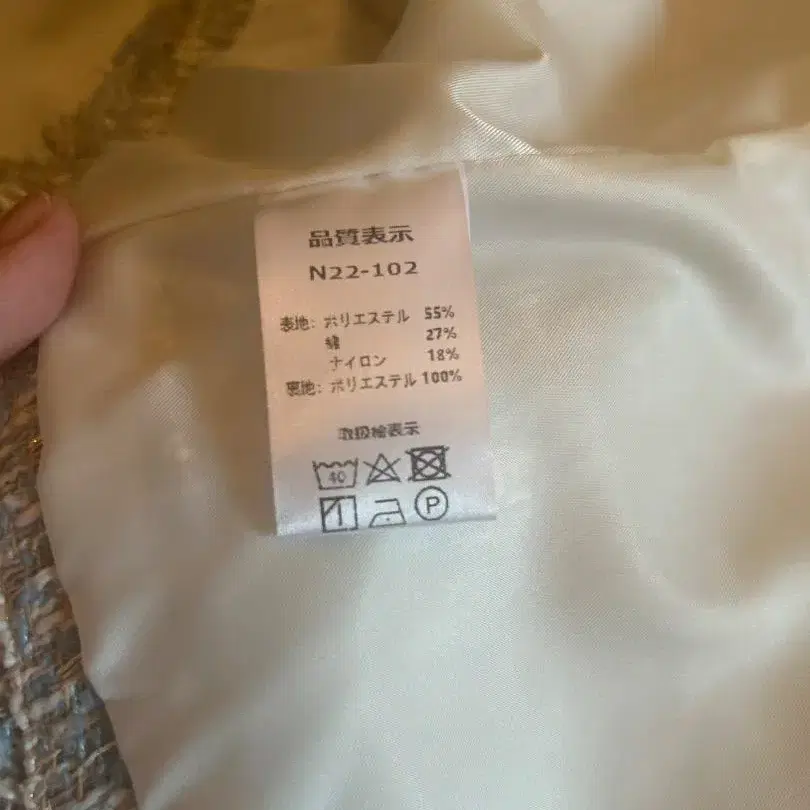 品質表示
N22-102
表地: ポリエステル 55%
綿 27%
ナイロン 18%
裏地: ポリエステル 100%
取扱絵表示
40
P